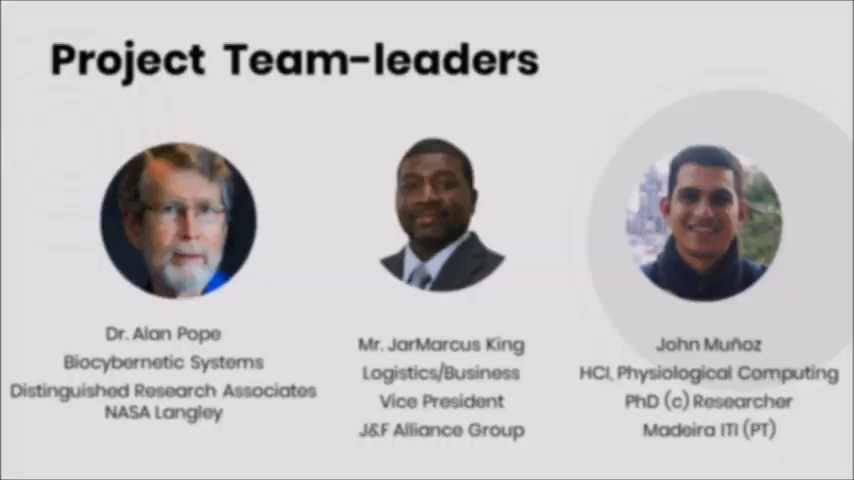 Project Team-leaders
Dr. Alan Pope
Biocybernetic Systems
Distinguished Research Associates
NASA Langley
Mr. JarMarcus King
Logistics/Business
Vice President
J&F Alliance Group
John Muñoz
HCI, Physiological Computing
PhD (c) Researcher
Madeira ITI (PT)